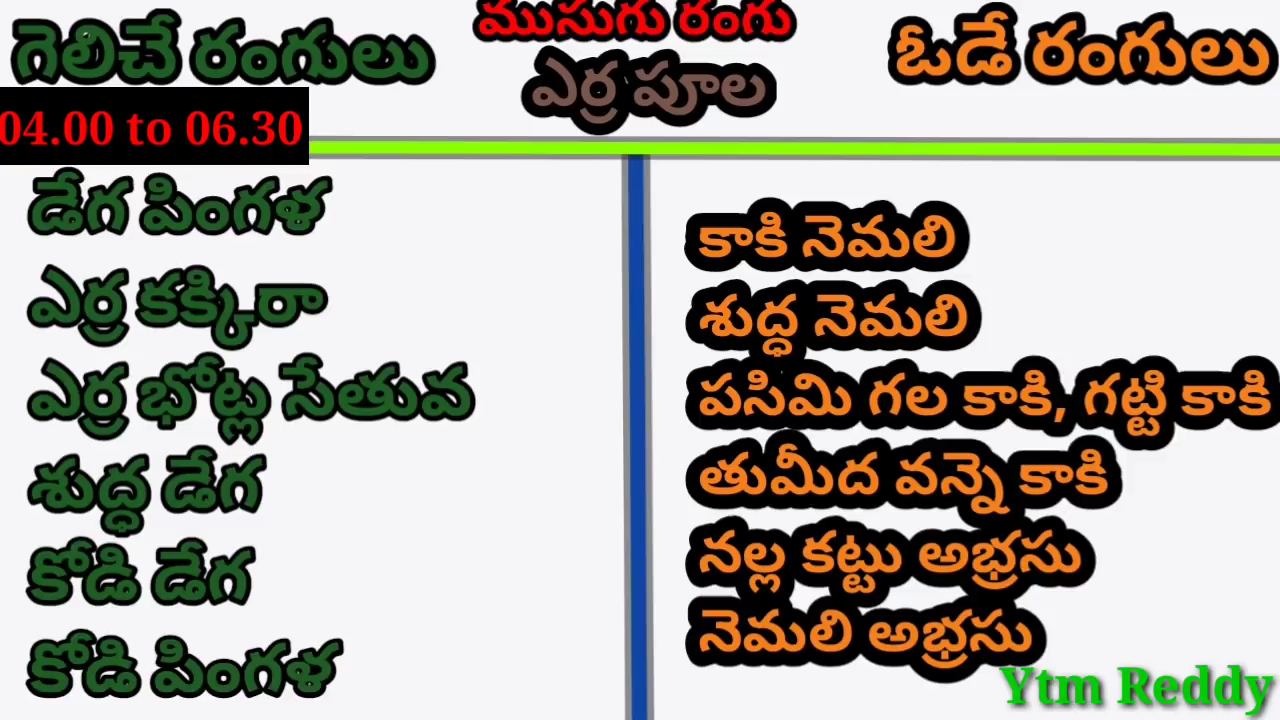 గెలిచే రంగులు
ముసుగు రంగు
ఎర్ర పూల
ఓడే రంగులు
04.00 to 06.30
డేగ పింగళ
ఎర్ర కక్కిరా
ఎర్ర భోట్ల సేతువ
శుద్ధ డేగ
కోడి డేగ
కోడి పింగళ
కాకి నెమలి
శుద్ధ నెమలి
పసిమి గల కాకి, గట్టి కాకి
తుమీద వన్నె కాకి
నల్ల కట్టు అభ్రసు
నెమలి అభ్రసు
Ytm Reddy